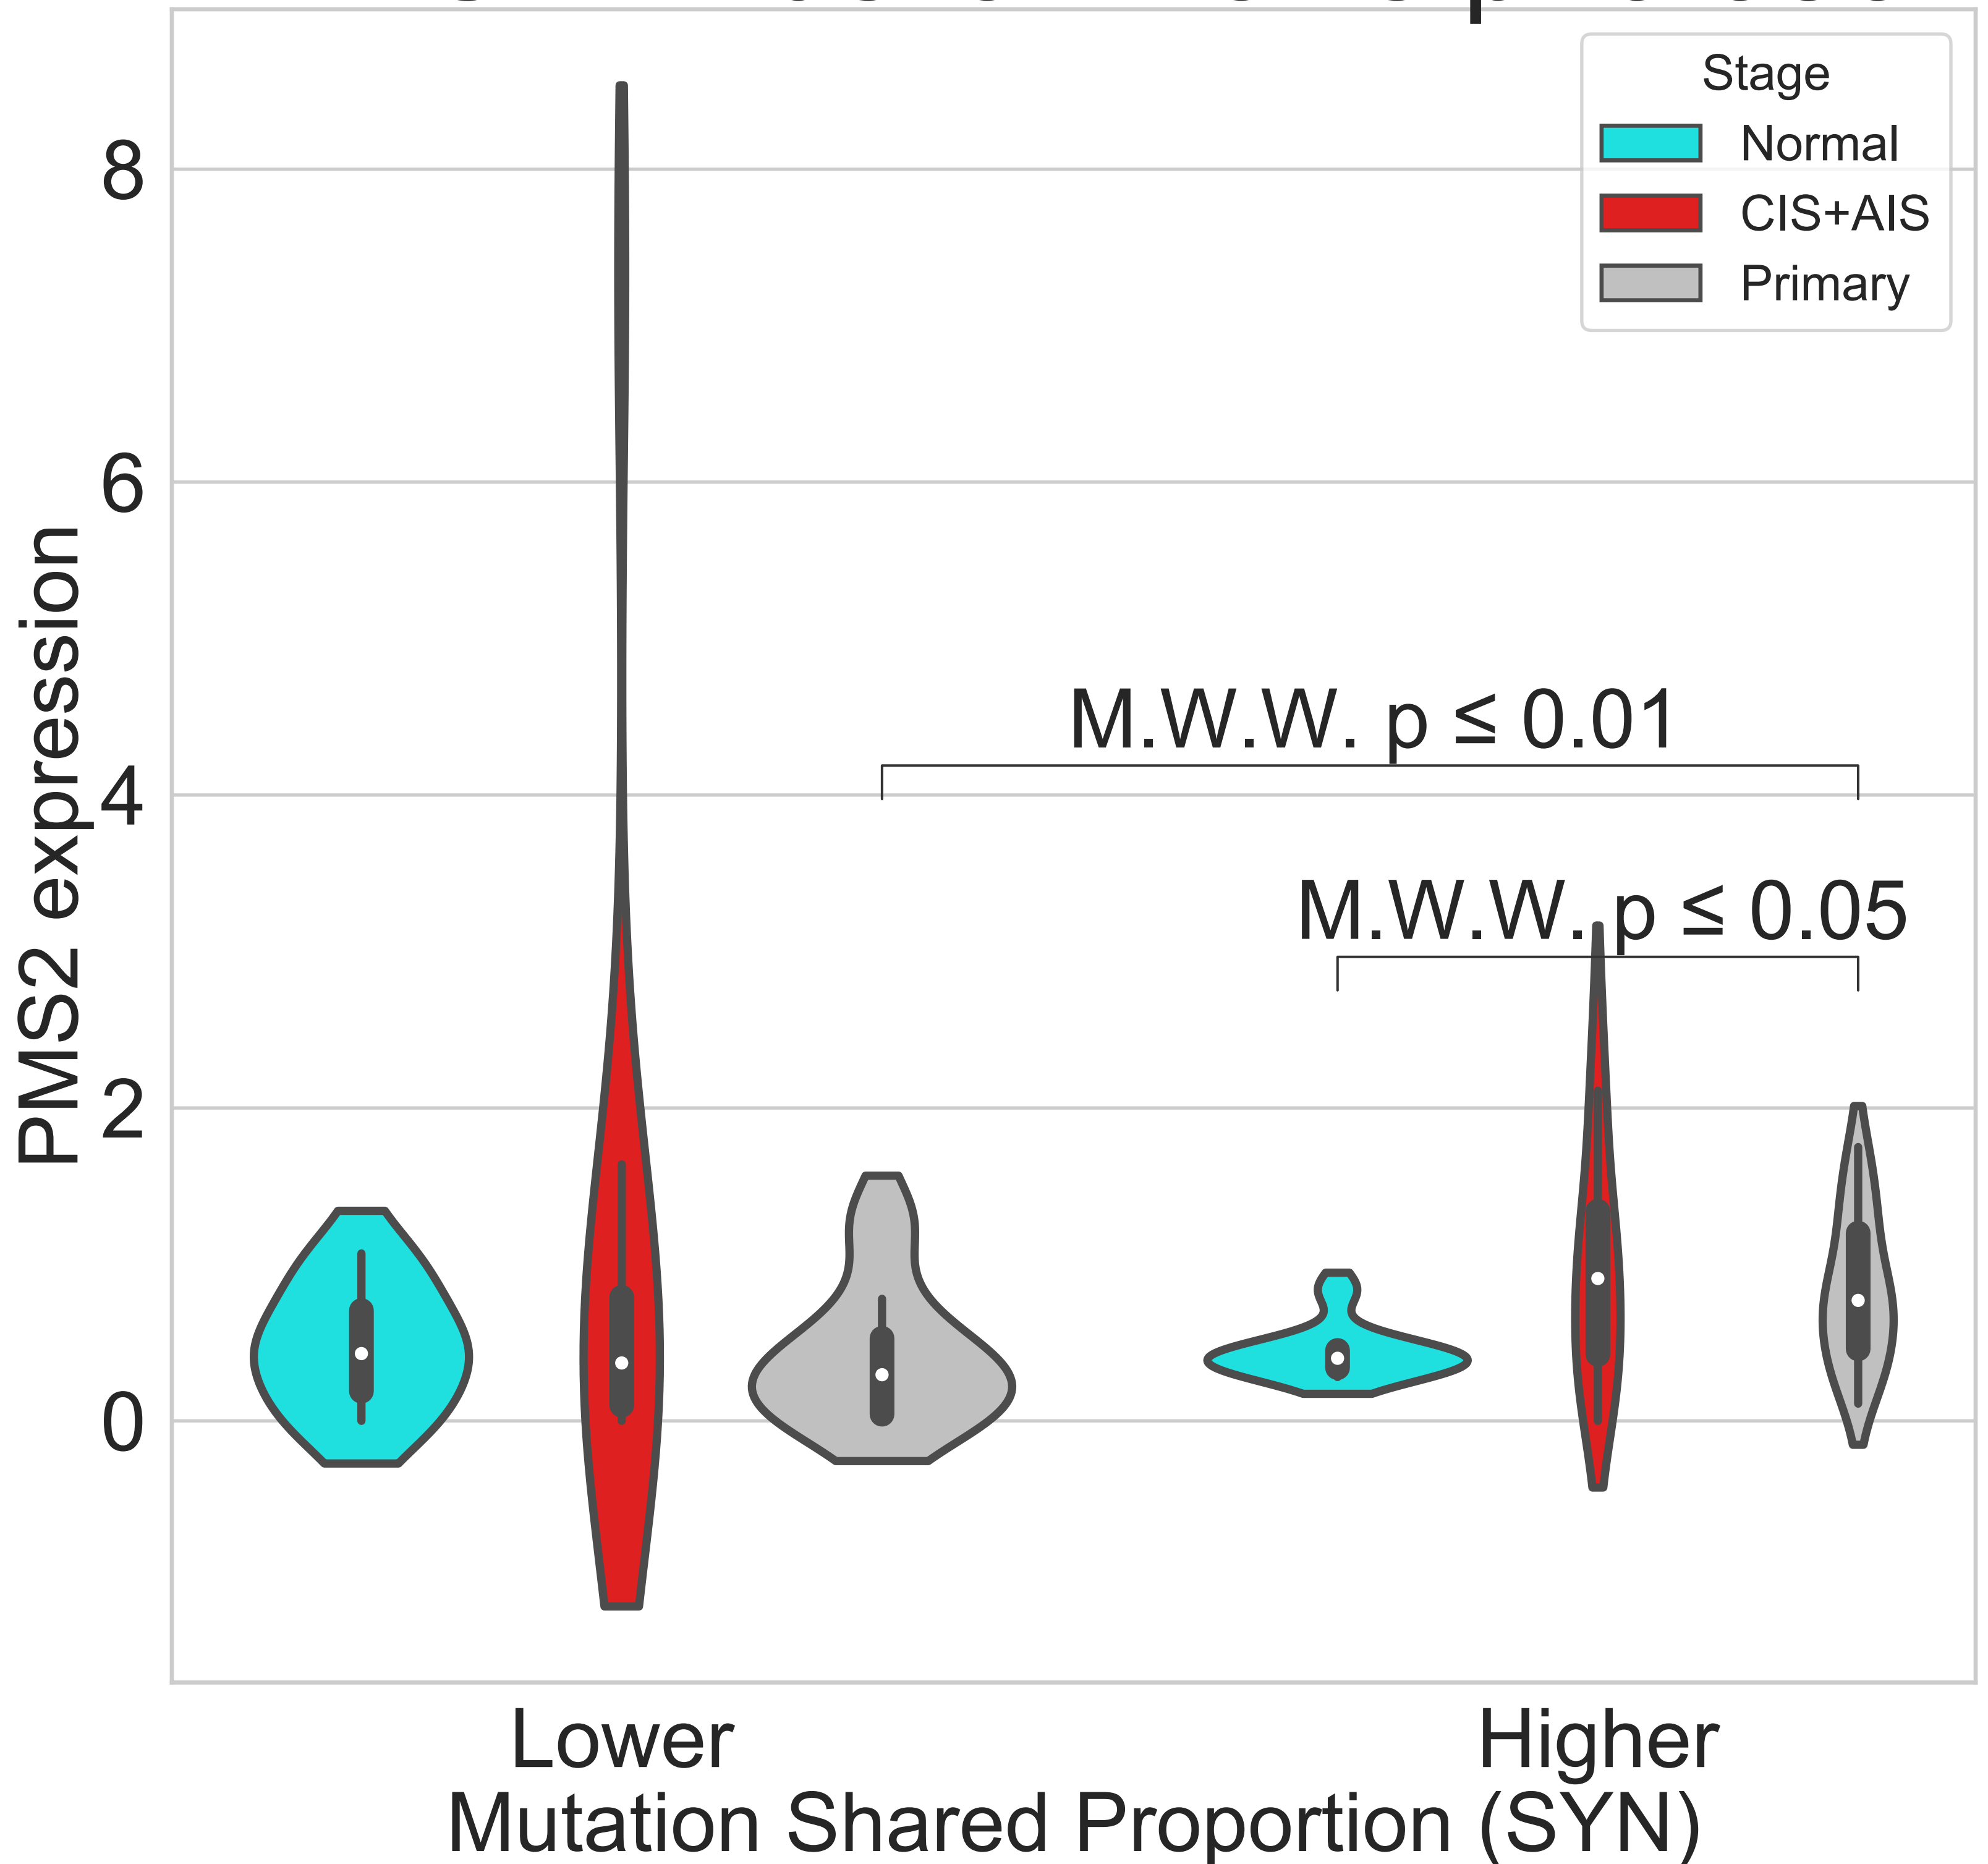 Stage
Normal
CIS+AIS
Primary
8
6
4
2
0
PMS2 expression
M.W.W. p ≤ 0.01
M.W.W. p ≤ 0.05
Lower
Higher
Mutation Shared Proportion (SYN)